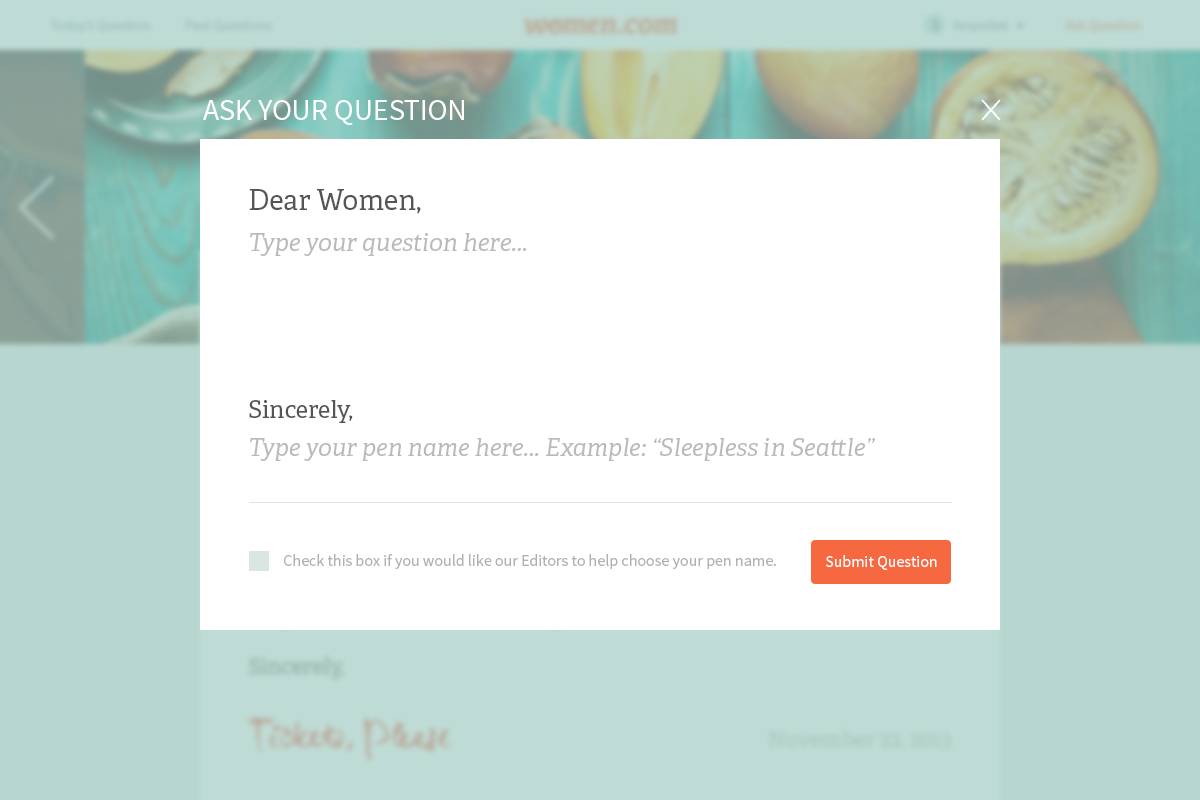 Today's Question Past Questions women.com Ask Question
ASK YOUR QUESTION
Dear Women,
Type your question here...
Sincerely,
Type your pen name here... Example: “Sleepless in Seattle”
Check this box if you would like our Editors to help choose your pen name.
Submit Question
Sincerely,
Tickets, Please
November 22, 2013